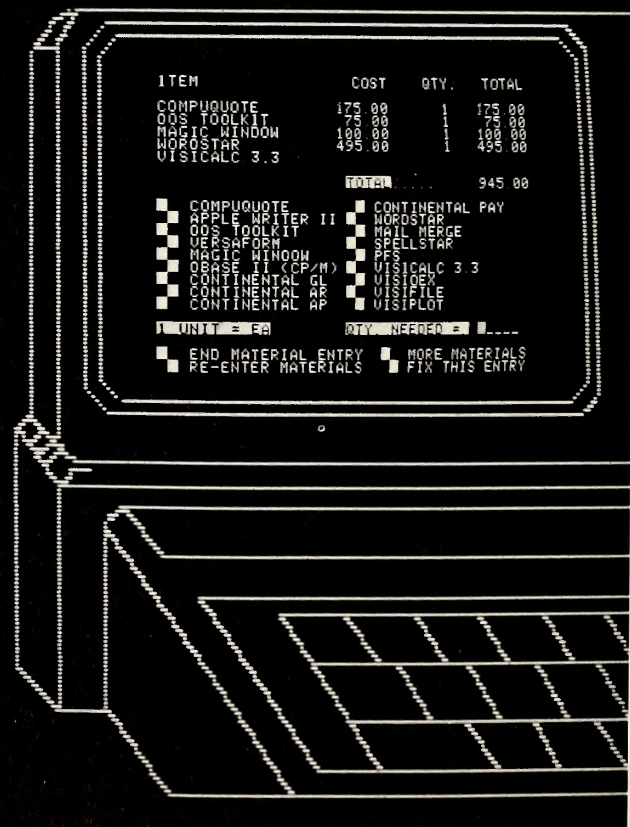 ITEM COST QTY. TOTAL
COMPUQUOTE 175.00 1 175.00
DOS TOOLKIT 75.00 1 75.00
MAGIC WINDOW 100.00 1 100.00
WORDSTAR 495.00 1 495.00
VISICALC 3.3
TOTAL..... 945.00
COMPUQUOTE CONTINENTAL PAY
APPLE WRITER II WORDSTAR
DOS TOOLKIT MAIL MERGE
VERSAFORM SPELLSTAR
MAGIC WINDOW PFS
DBASE II (CP/M) VISICALC 3.3
CONTINENTAL GL VISIDEX
CONTINENTAL AR VISIFILE
CONTINENTAL AP VISIPLOT
1 UNIT = EA QTY. NEEDED =
END MATERIAL ENTRY MORE MATERIALS
RE-ENTER MATERIALS FIX THIS ENTRY